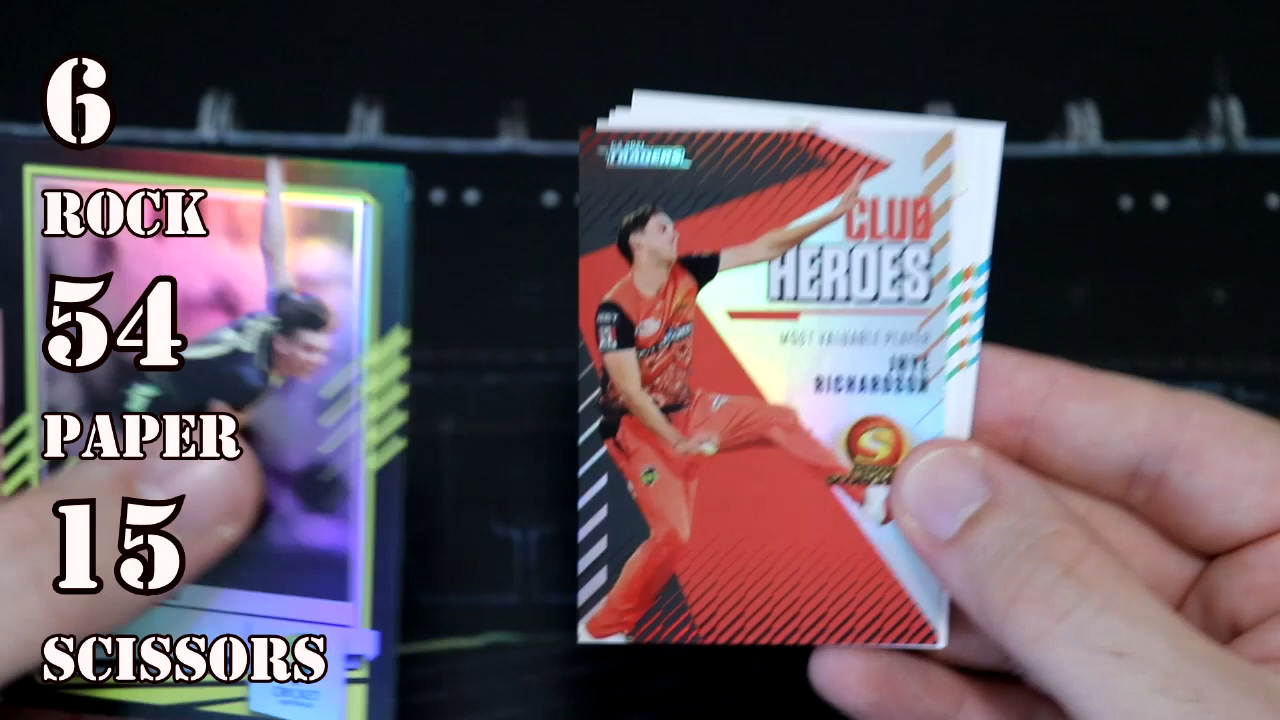 6
ROCK
54
PAPER
15
SCISSORS
TRADERS
CLUB
HEROES
MOST VALUABLE PLAYER
JHYE
RICHARDSON